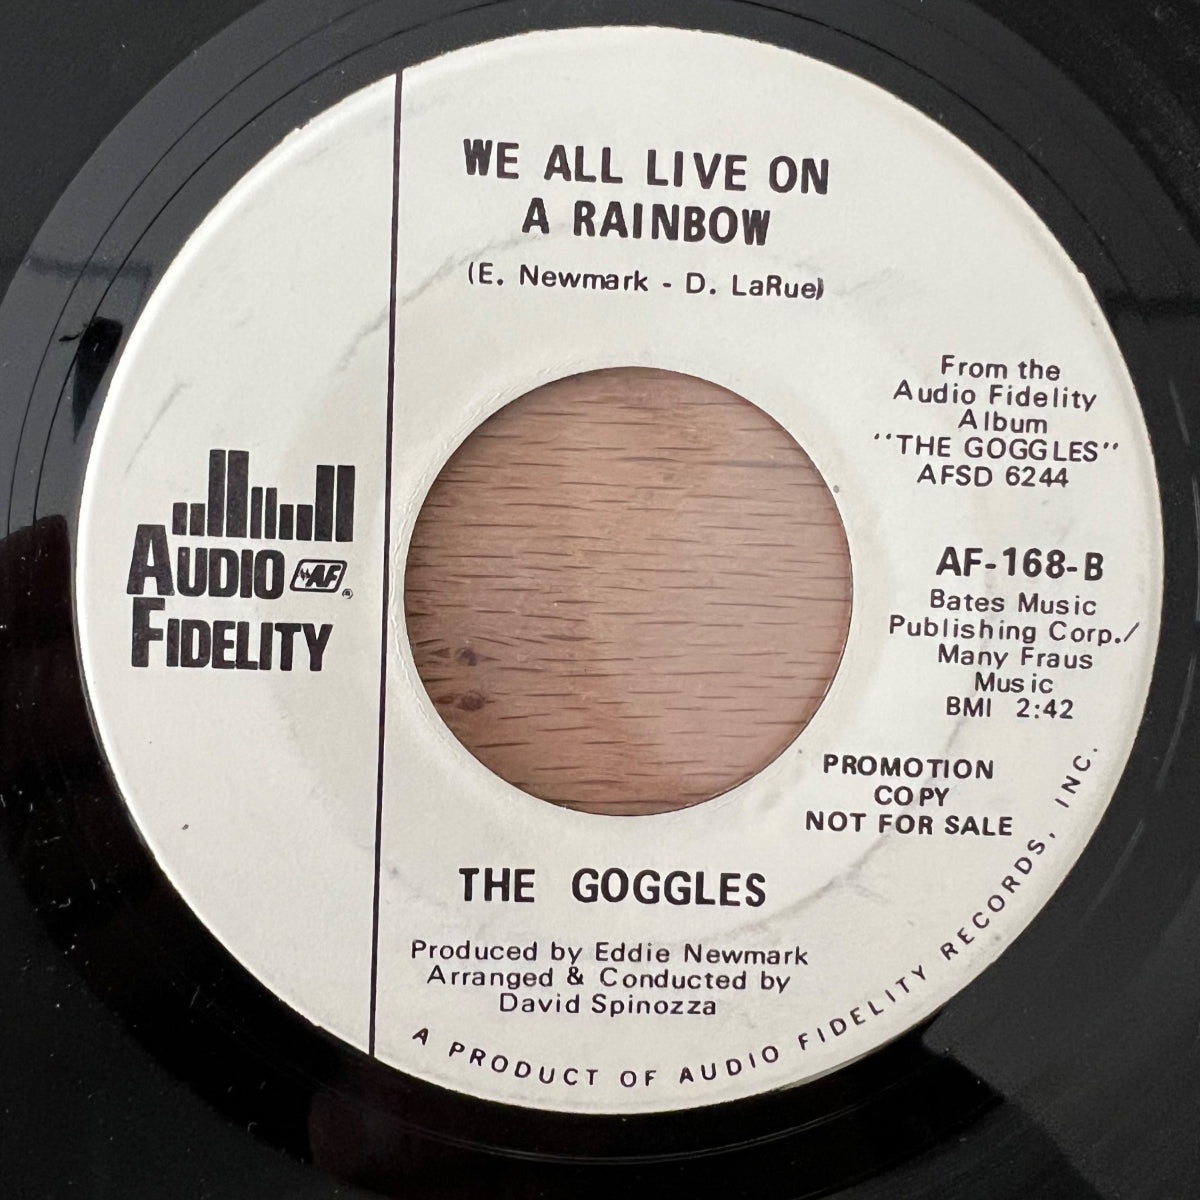 WE ALL LIVE ON
A RAINBOW
(E. Newmark - D. LaRue)
From the
Audio Fidelity
Album
"THE GOGGLES"
AFSD 6244
AUDIO AF ®
FIDELITY
AF-168-B
Bates Music
Publishing Corp./
Many Fraus
Music
BMI 2:42
PROMOTION
COPY
NOT FOR SALE
THE GOGGLES
Produced by Eddie Newmark
Arranged & Conducted by
David Spinozza
A PRODUCT OF AUDIO FIDELITY RECORDS, INC.